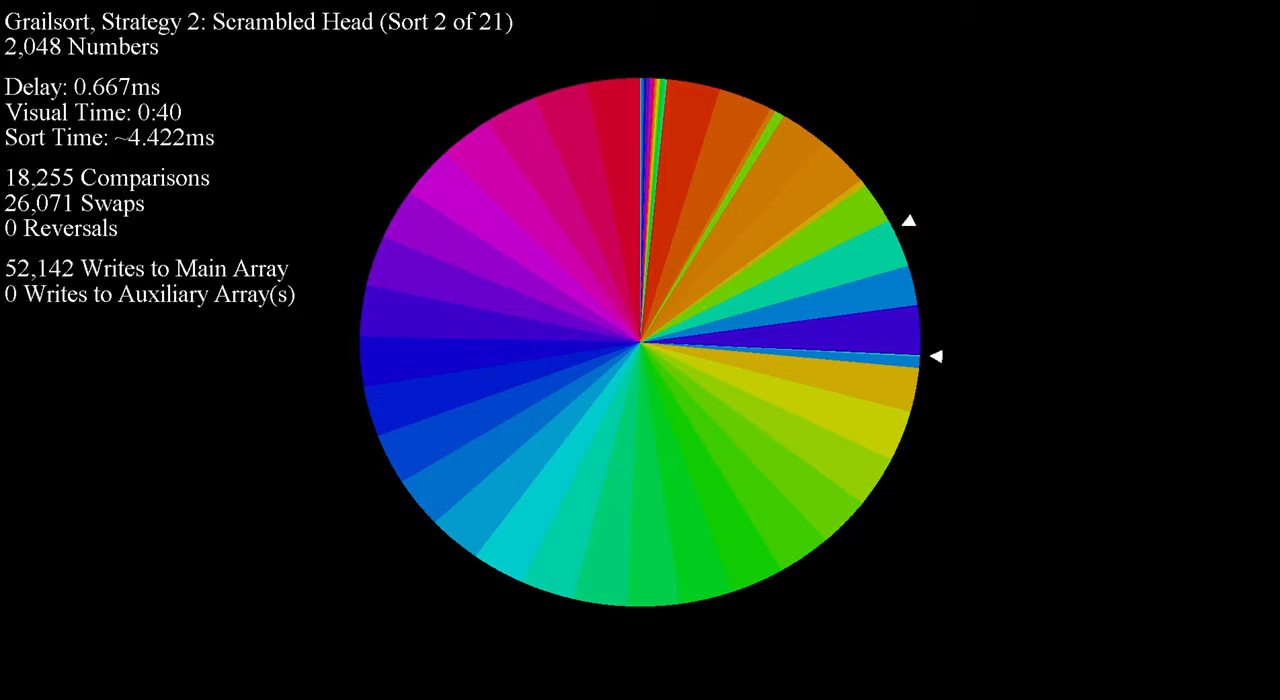 Grailsort, Strategy 2: Scrambled Head (Sort 2 of 21)
2,048 Numbers
Delay: 0.667ms
Visual Time: 0:40
Sort Time: ~4.422ms
18,255 Comparisons
26,071 Swaps
0 Reversals
52,142 Writes to Main Array
0 Writes to Auxiliary Array(s)